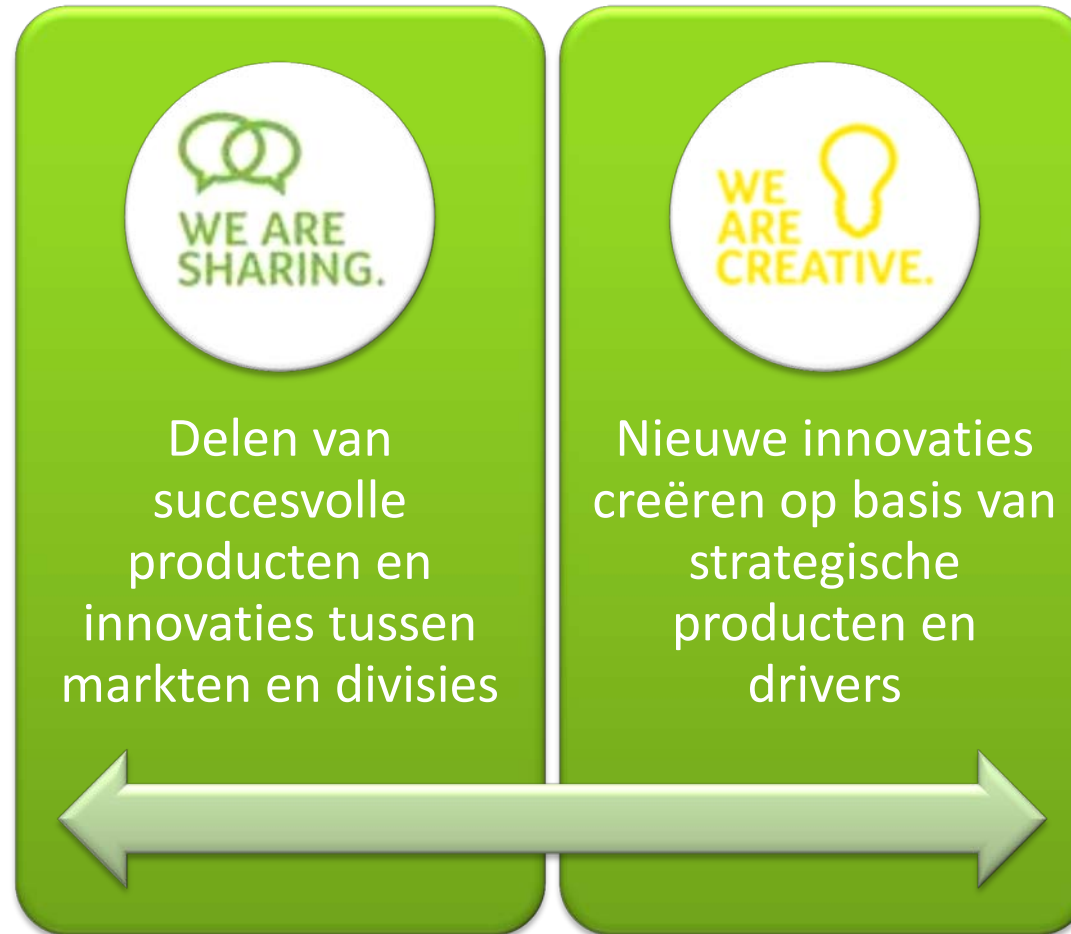 WE ARE
SHARING.
Delen van
succesvolle
producten en
innovaties tussen
markten en divisies
WE
ARE
CREATIVE.
Nieuwe innovaties
creëren op basis van
strategische
producten en
drivers